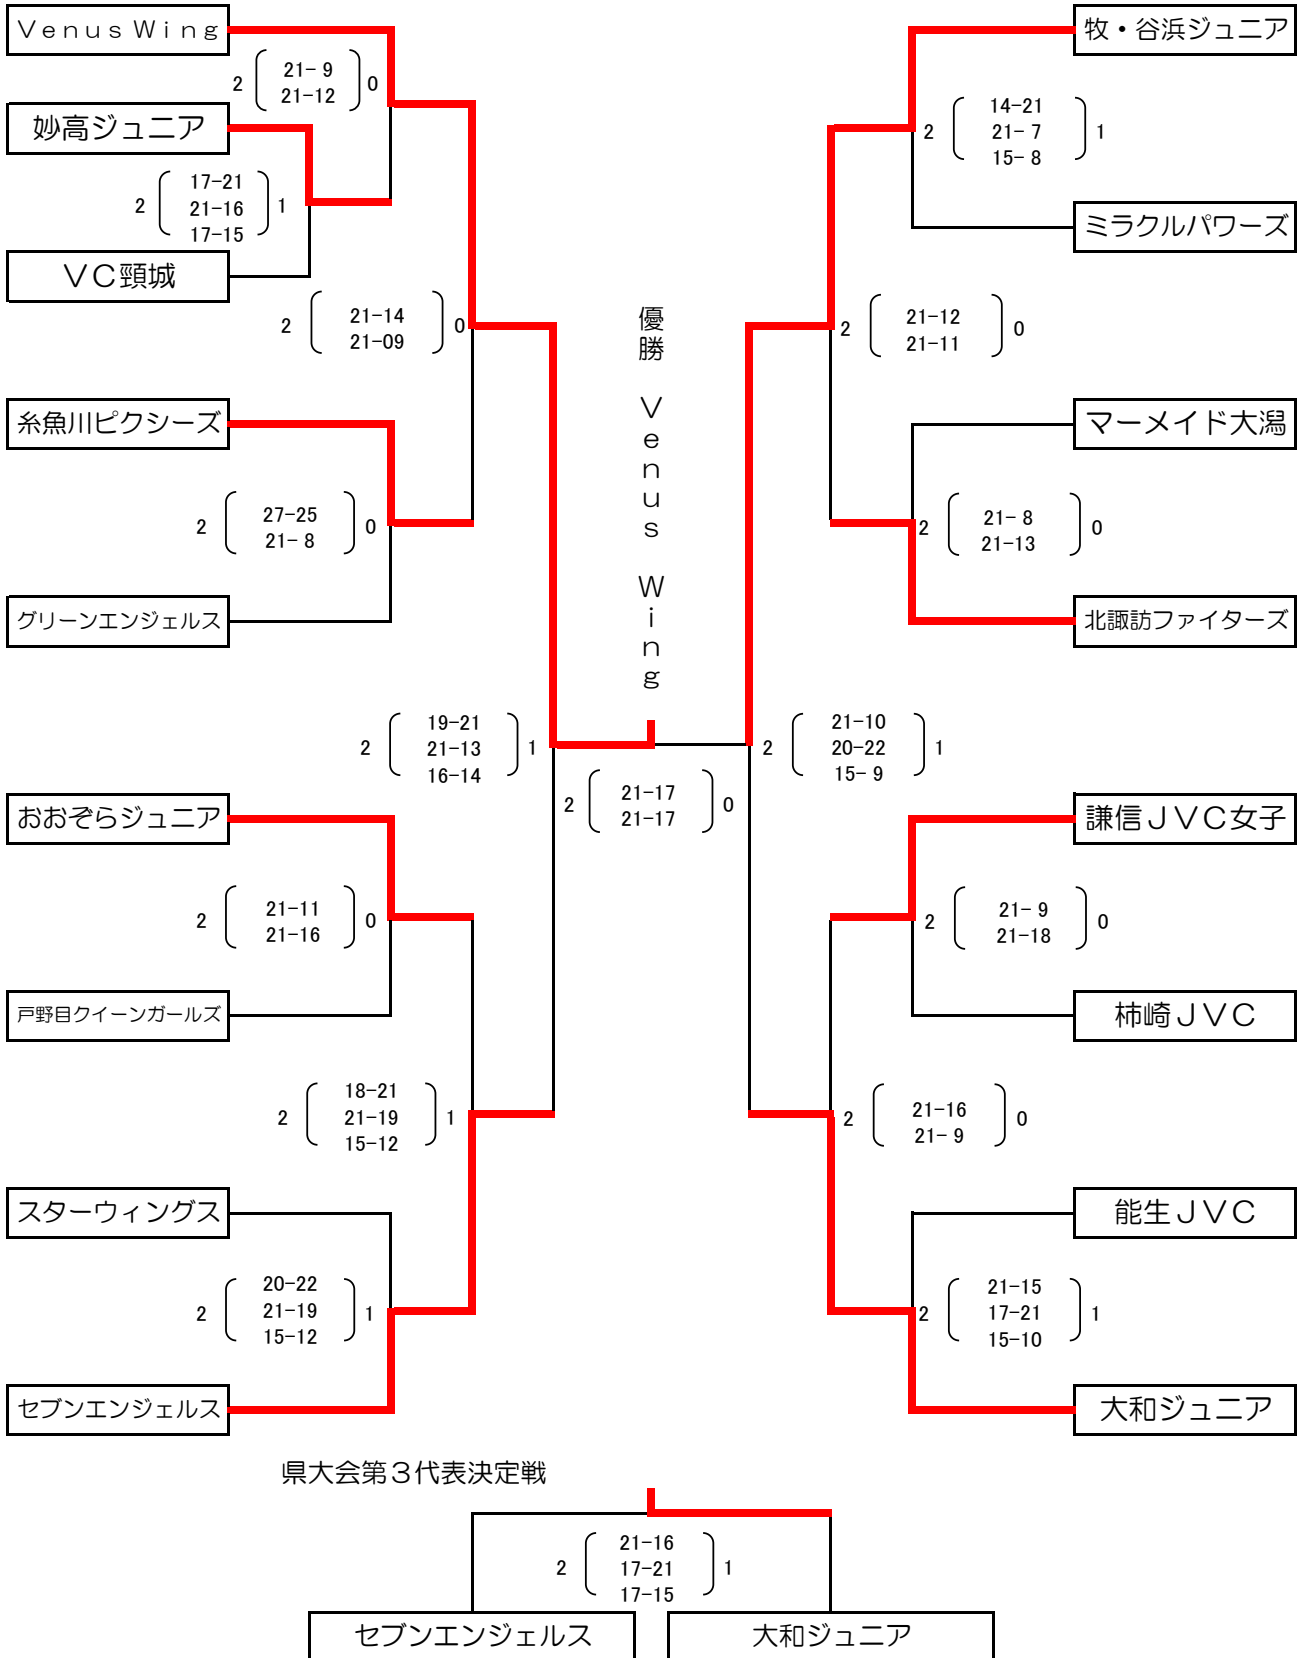 Ｖｅｎｕｓ Ｗｉｎｇ
2 21- 9 0
21-12
妙高ジュニア
17-21
2 21-16 1
17-15
ＶＣ頸城
2 21-14 0
21-09
糸魚川ピクシーズ
2 27-25 0
21- 8
グリーンエンジェルス
19-21
2 21-13 1
16-14
おおぞらジュニア
2 21-11 0
21-16
戸野目クイーンガールズ
18-21
2 21-19 1
15-12
スターウィングス
20-22
2 21-19 1
15-12
セブンエンジェルス
優勝　Ｖｅｎｕｓ　Ｗｉｎｇ
2 21-17 0
21-17
牧・谷浜ジュニア
14-21
2 21- 7 1
15- 8
ミラクルパワーズ
2 21-12 0
21-11
マーメイド大潟
2 21- 8 0
21-13
北諏訪ファイターズ
21-10
2 20-22 1
15- 9
謙信ＪＶＣ女子
2 21- 9 0
21-18
柿崎ＪＶＣ
2 21-16 0
21- 9
能生ＪＶＣ
21-15
2 17-21 1
15-10
大和ジュニア
県大会第３代表決定戦
21-16
2 17-21 1
17-15
セブンエンジェルス
大和ジュニア